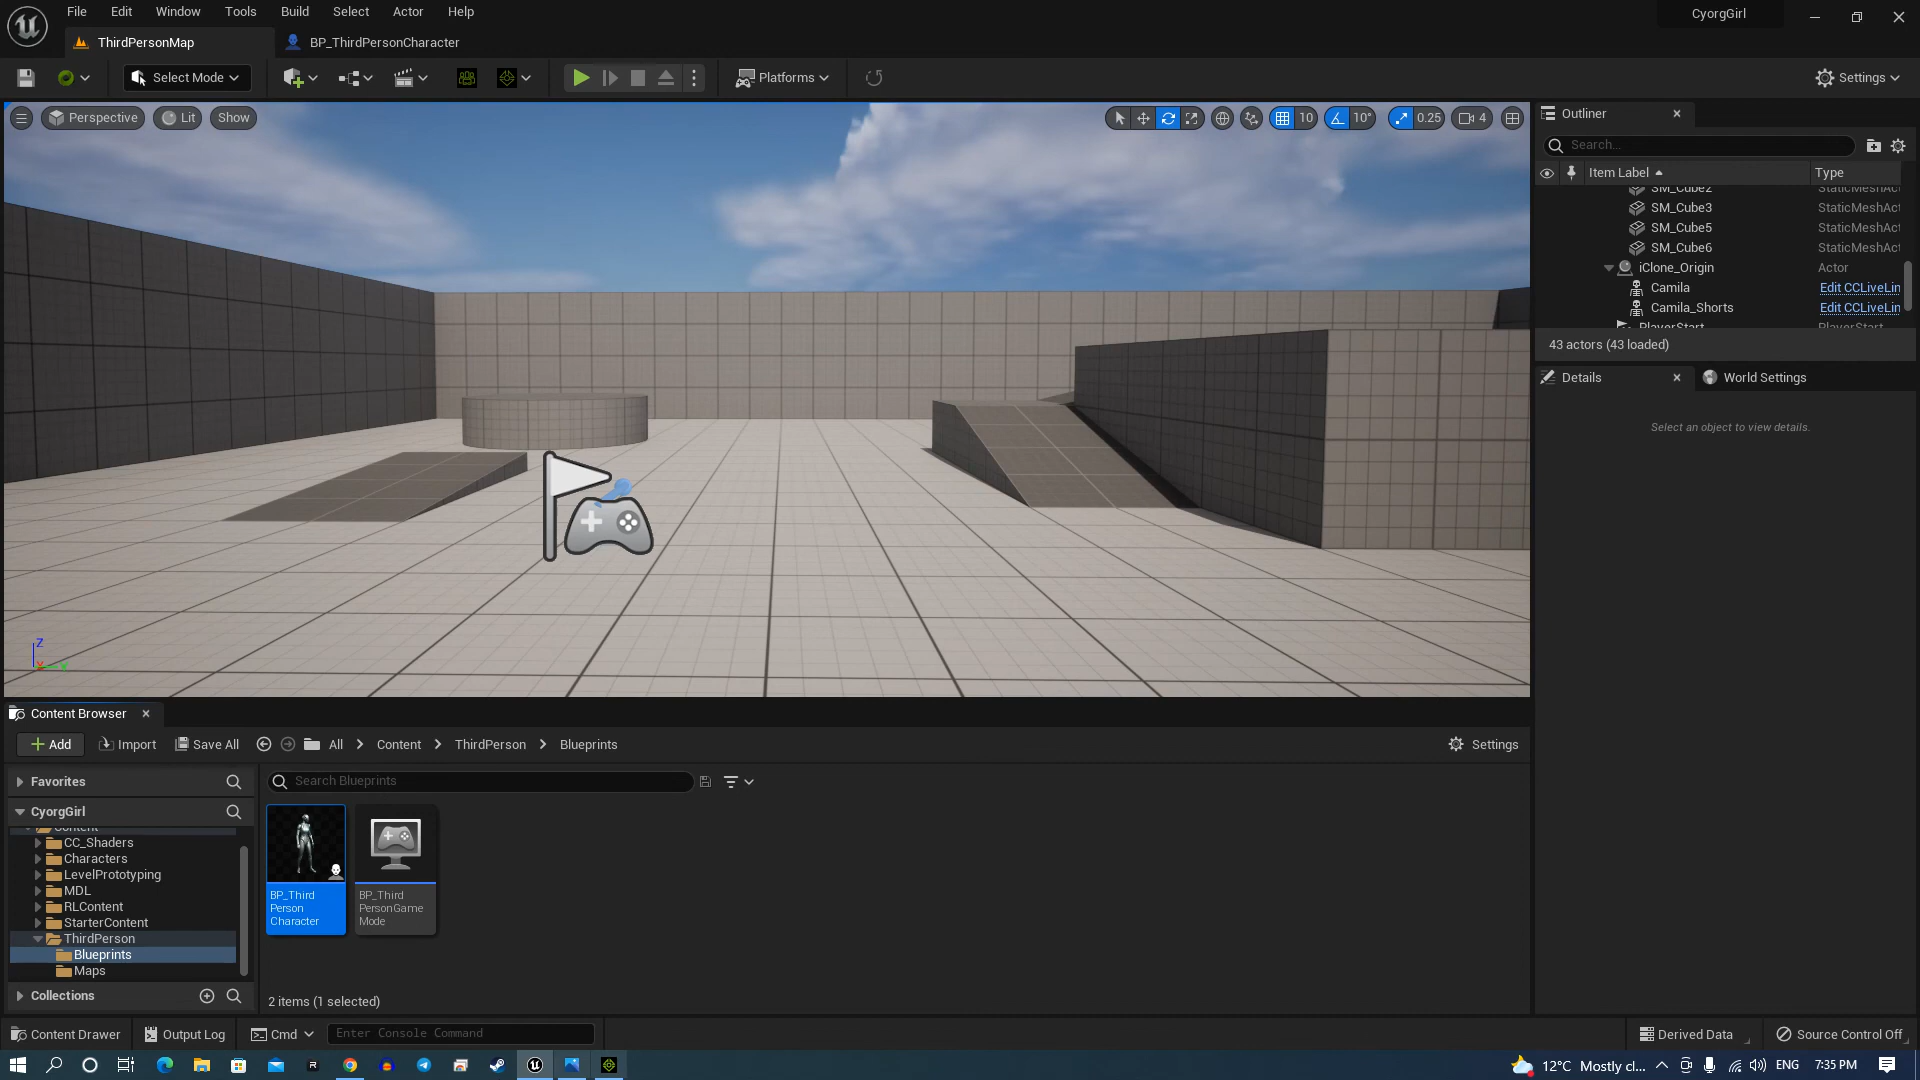 File Edit Window Tools Build Select Actor Help
CyorgGirl
ThirdPersonMap
BP_ThirdPersonCharacter
Select Mode
Platforms
Settings
Perspective
Lit
Show
10
10°
0.25
4
Outliner
Search...
Item Label
Type
SM_Cube2 StaticMeshAct
SM_Cube3 StaticMeshAct
SM_Cube5 StaticMeshAct
SM_Cube6 StaticMeshAct
iClone_Origin Actor
Camila Edit CCLiveLin
Camila_Shorts Edit CCLiveLin
PlayerStart PlayerStart
43 actors (43 loaded)
Details
World Settings
Select an object to view details.
Z
Content Browser
Add
Import
Save All
All
Content
ThirdPerson
Blueprints
Settings
Favorites
CyorgGirl
Content
CC_Shaders
Characters
LevelPrototyping
MDL
RLContent
StarterContent
ThirdPerson
Blueprints
Maps
Collections
Search Blueprints
BP_Third
Person
Character
BP_Third
PersonGame
Mode
2 items (1 selected)
Content Drawer
Output Log
Cmd
Enter Console Command
Derived Data
Source Control Off
12°C Mostly cl...
ENG
7:35 PM